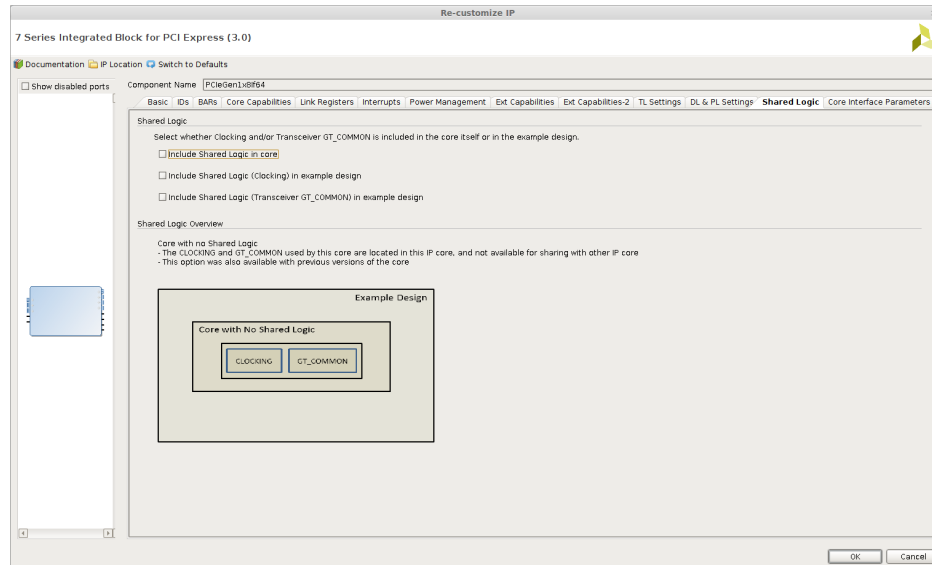 Re-customize IP
7 Series Integrated Block for PCI Express (3.0)
Documentation IP Location Switch to Defaults
Show disabled ports
Component Name PCIeGen1x8If64
Basic IDs BARs Core Capabilities Link Registers Interrupts Power Management Ext Capabilities Ext Capabilities-2 TL Settings DL & PL Settings Shared Logic Core Interface Parameters
Shared Logic
Select whether Clocking and/or Transceiver GT_COMMON is included in the core itself or in the example design.
Include Shared Logic in core
Include Shared Logic (Clocking) in example design
Include Shared Logic (Transceiver GT_COMMON) in example design
Shared Logic Overview
Core with no Shared Logic
- The CLOCKING and GT_COMMON used by this core are located in this IP core, and not available for sharing with other IP core
- This option was also available with previous versions of the core
Example Design
Core with No Shared Logic
CLOCKING GT_COMMON
OK Cancel